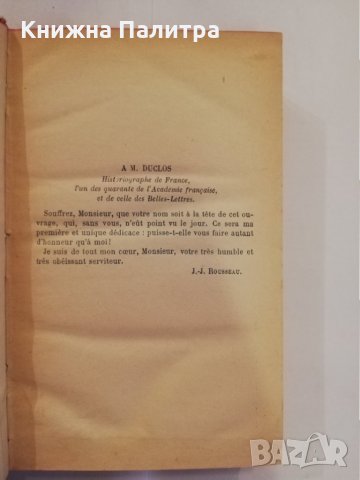 Книжна Палитра
A M. DUCLOS
Historiographe de France,
l'un des quarante de l'Académie française,
et de celle des Belles-Lettres.
Souffrez, Monsieur, que votre nom soit à la tête de cet ou-
vrage, qui, sans vous, n'eût point vu le jour. Ce sera ma
première et unique dédicace : puisse-t-elle vous faire autant
d'honneur qu'à moi!
Je suis de tout mon cœur, Monsieur, votre très humble et
très obéissant serviteur.
J.-J. ROUSSEAU.
BAZAR